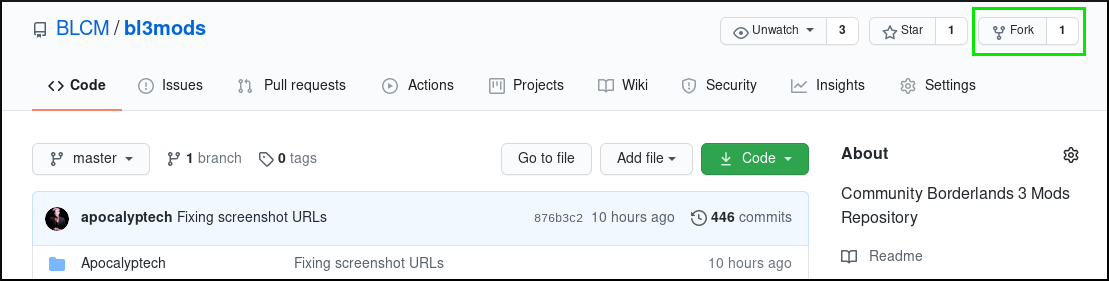 BLCM / bl3mods Unwatch 3 Star 1 Fork 1
Code Issues Pull requests Actions Projects Wiki Security Insights Settings
master 1 branch 0 tags Go to file Add file Code About
Community Borderlands 3 Mods
Repository
apocalyptech Fixing screenshot URLs 876b3c2 10 hours ago 446 commits
Readme
Apocalyptech Fixing screenshot URLs 10 hours ago